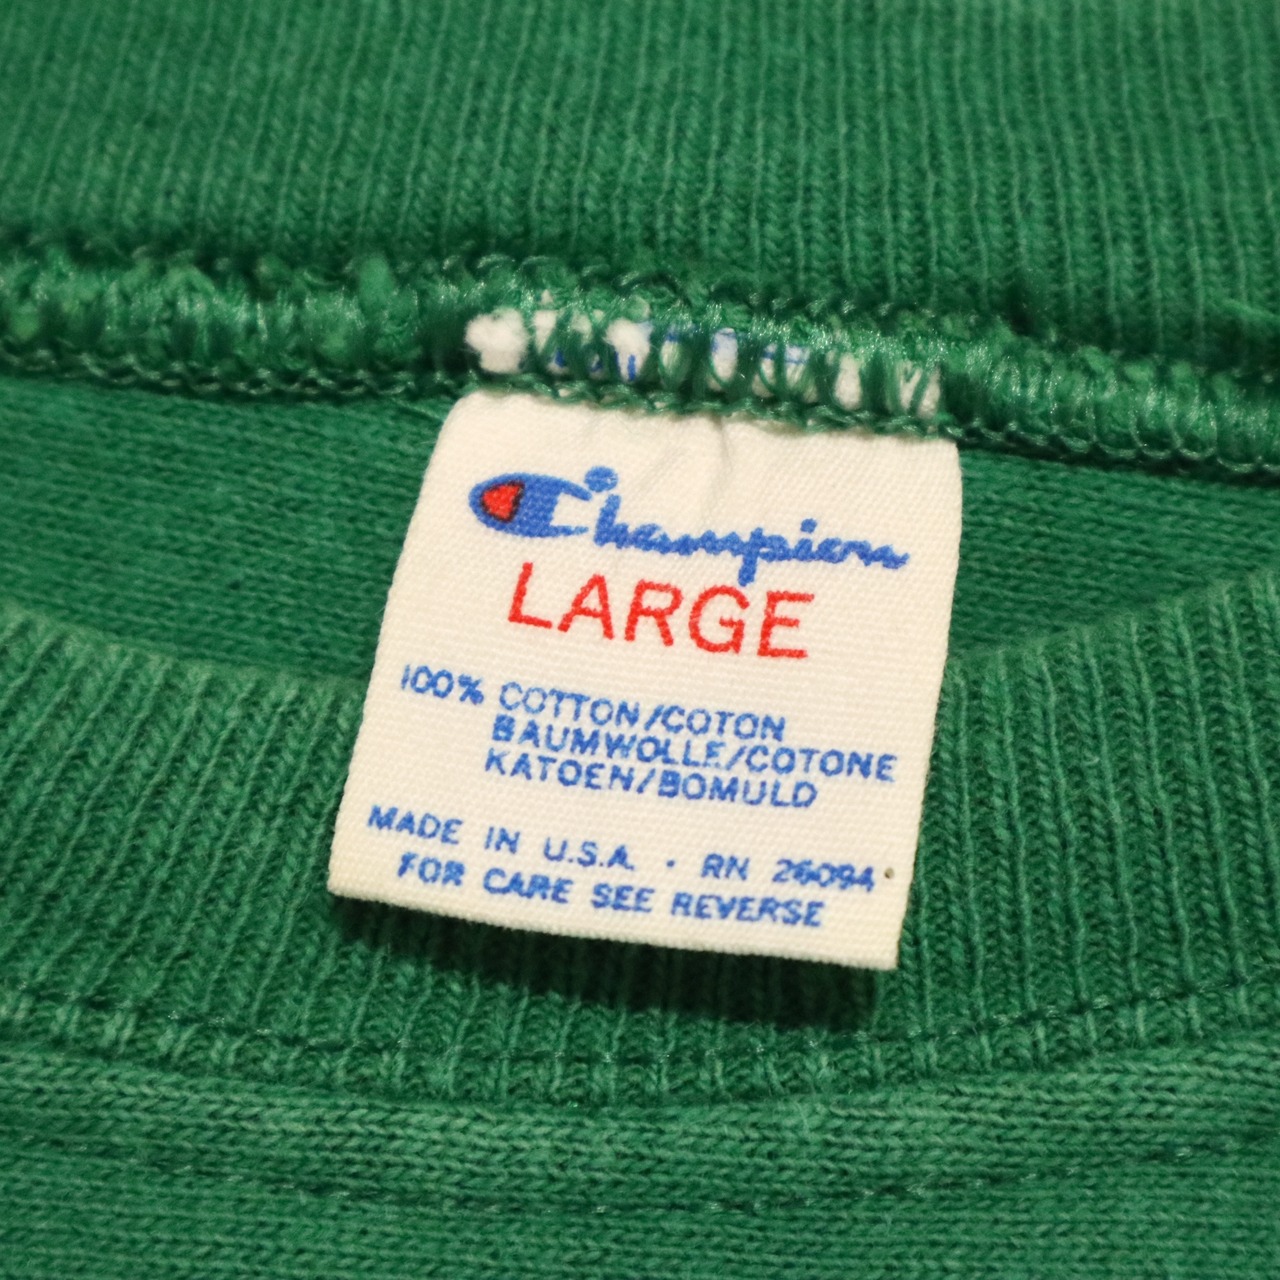 Champion
LARGE
100% COTTON/COTON
BAUMWOLLE/COTONE
KATOEN/BOMULD
MADE IN U.S.A. · RN 26094
FOR CARE SEE REVERSE